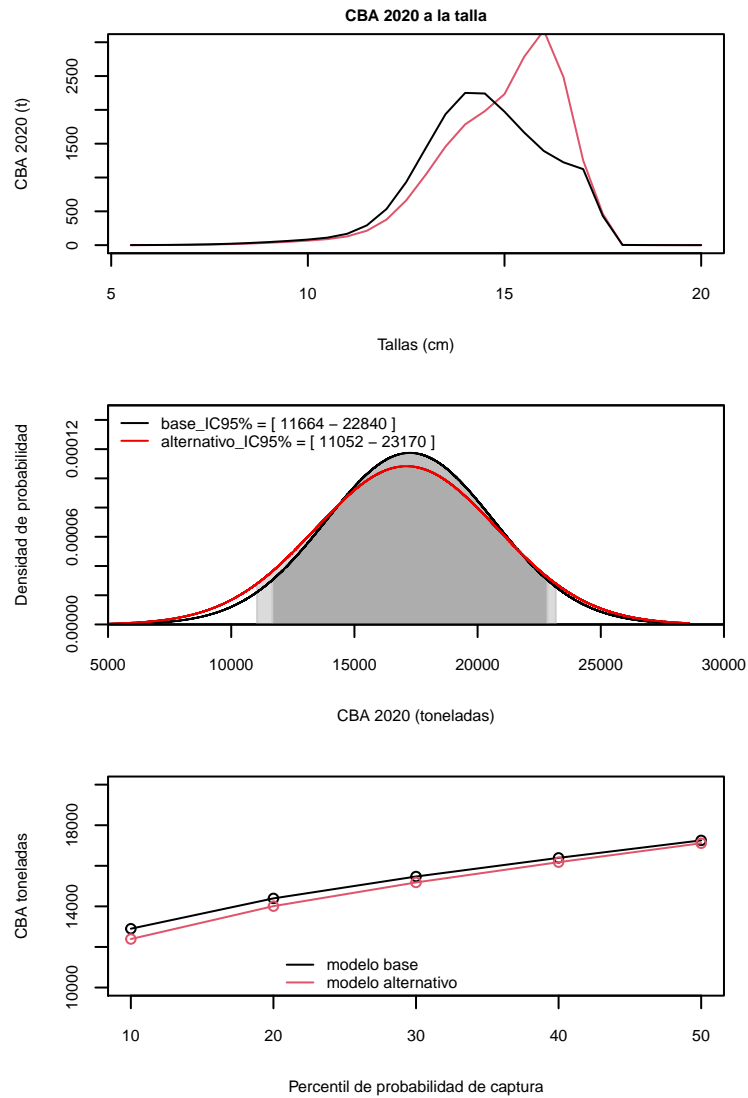 CBA 2020 a la talla
CBA 2020 (t)
2500
1500
500
0
5 10 15 20
Tallas (cm)
base_IC95% = [ 11664 − 22840 ]
alternativo_IC95% = [ 11052 − 23170 ]
Densidad de probabilidad
0.00012
0.00006
0.00000
5000 10000 15000 20000 25000 30000
CBA 2020 (toneladas)
CBA toneladas
18000
14000
10000
modelo base
modelo alternativo
10 20 30 40 50
Percentil de probabilidad de captura